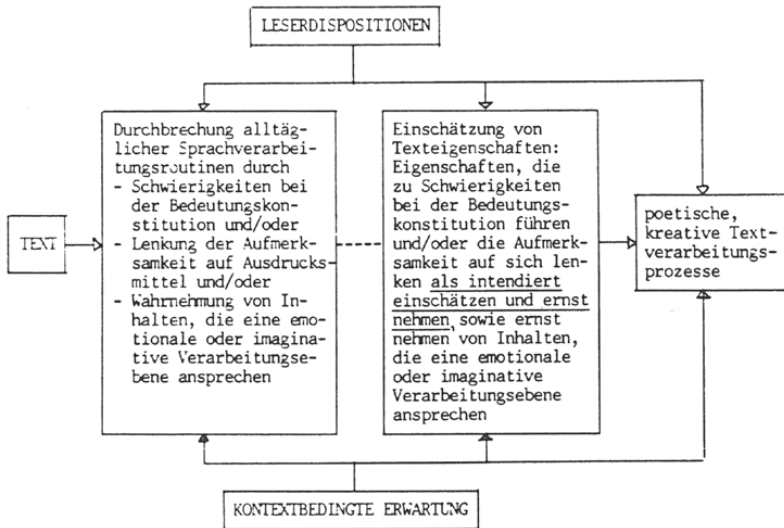 LESERDISPOSITIONEN
TEXT
Durchbrechung alltäg-
licher Sprachverarbei-
tungsroutinen durch
- Schwierigkeiten bei
der Bedeutungskon-
stitution und/oder
- Lenkung der Aufmerk-
samkeit auf Ausdrucks-
mittel und/oder
- Wahrnehmung von In-
halten, die eine emo-
tionale oder imagina-
tive Verarbeitungse-
bene ansprechen
Einschätzung von
Texteigenschaften:
Eigenschaften, die
zu Schwierigkeiten
bei der Bedeutungs-
konstitution führen
und/oder die Aufmerk-
samkeit auf sich len-
ken als intendiert
einschätzen und ernst
nehmen, sowie ernst
nehmen von Inhalten,
die eine emotionale
oder imaginative
Verarbeitungsebene
ansprechen
poetische,
kreative Text-
verarbeitungs-
prozesse
KONTEXTBEDINGTE ERWARTUNG